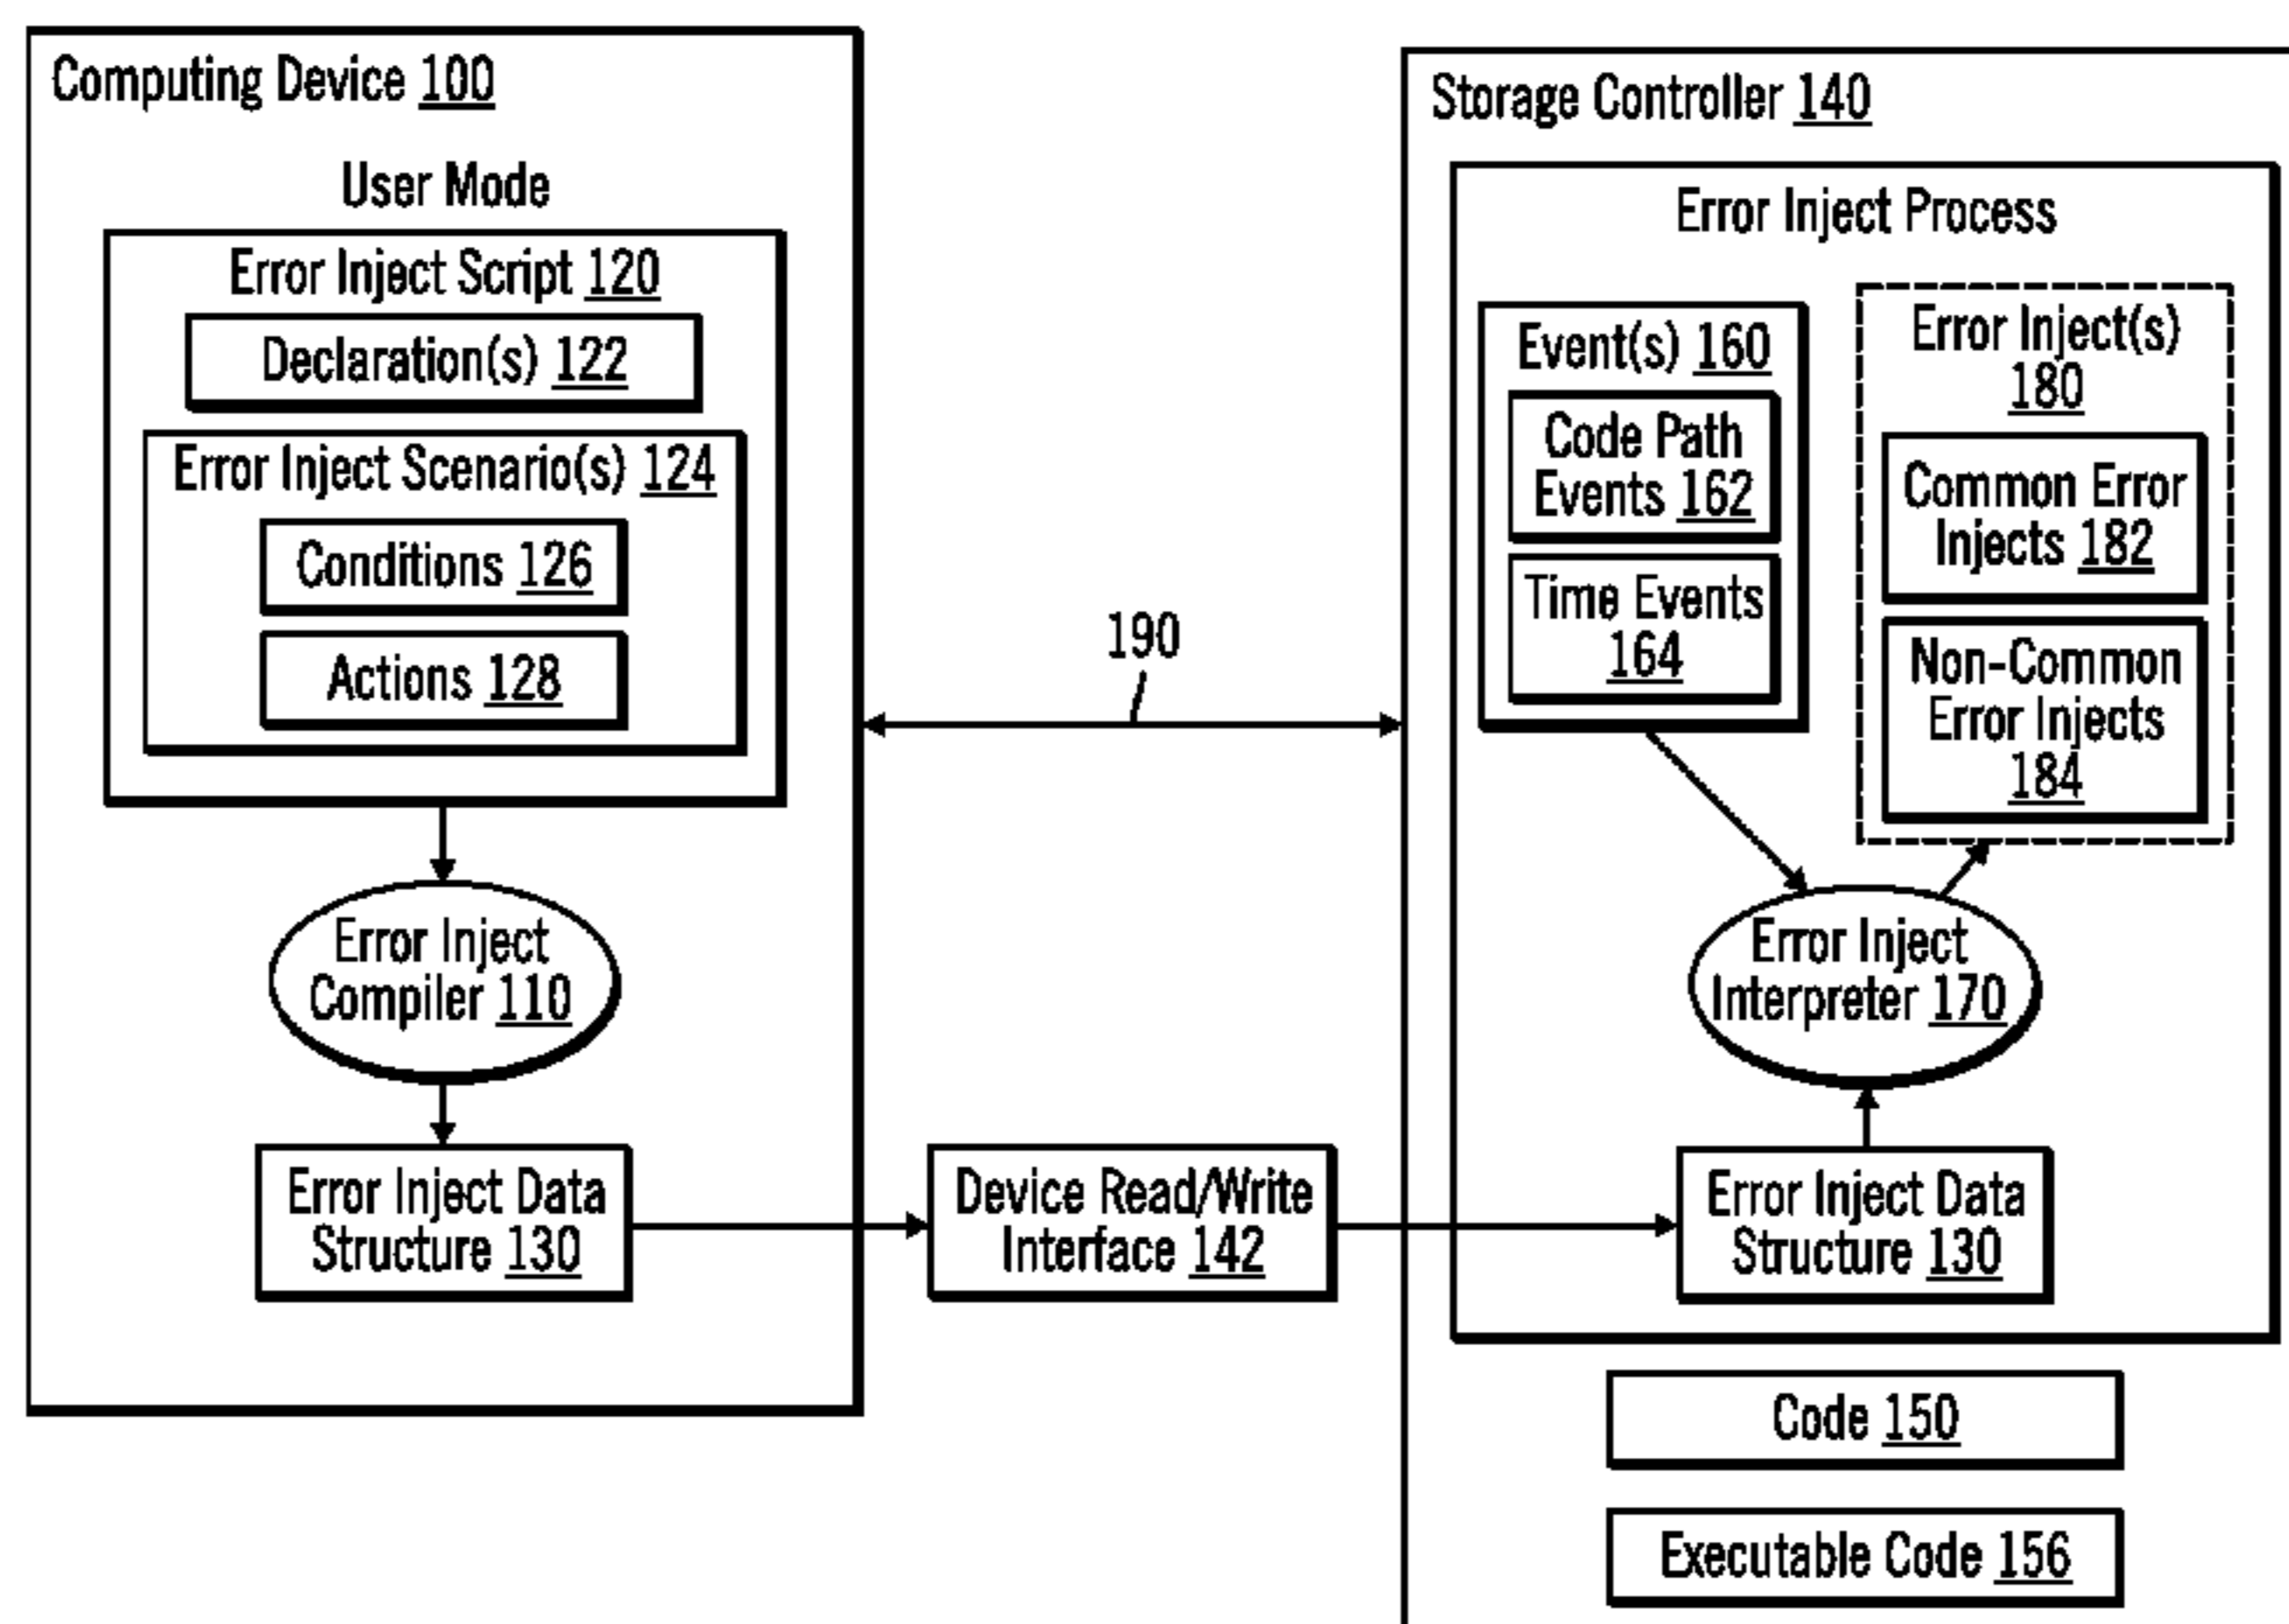 Computing Device 100
User Mode
Error Inject Script 120
Declaration(s) 122
Error Inject Scenario(s) 124
Conditions 126
Actions 128
Error Inject
Compiler 110
Error Inject Data
Structure 130
190
Device Read/Write
Interface 142
Storage Controller 140
Error Inject Process
Event(s) 160
Code Path
Events 162
Time Events
164
Error Inject(s)
180
Common Error
Injects 182
Non-Common
Error Injects
184
Error Inject
Interpreter 170
Error Inject Data
Structure 130
Code 150
Executable Code 156